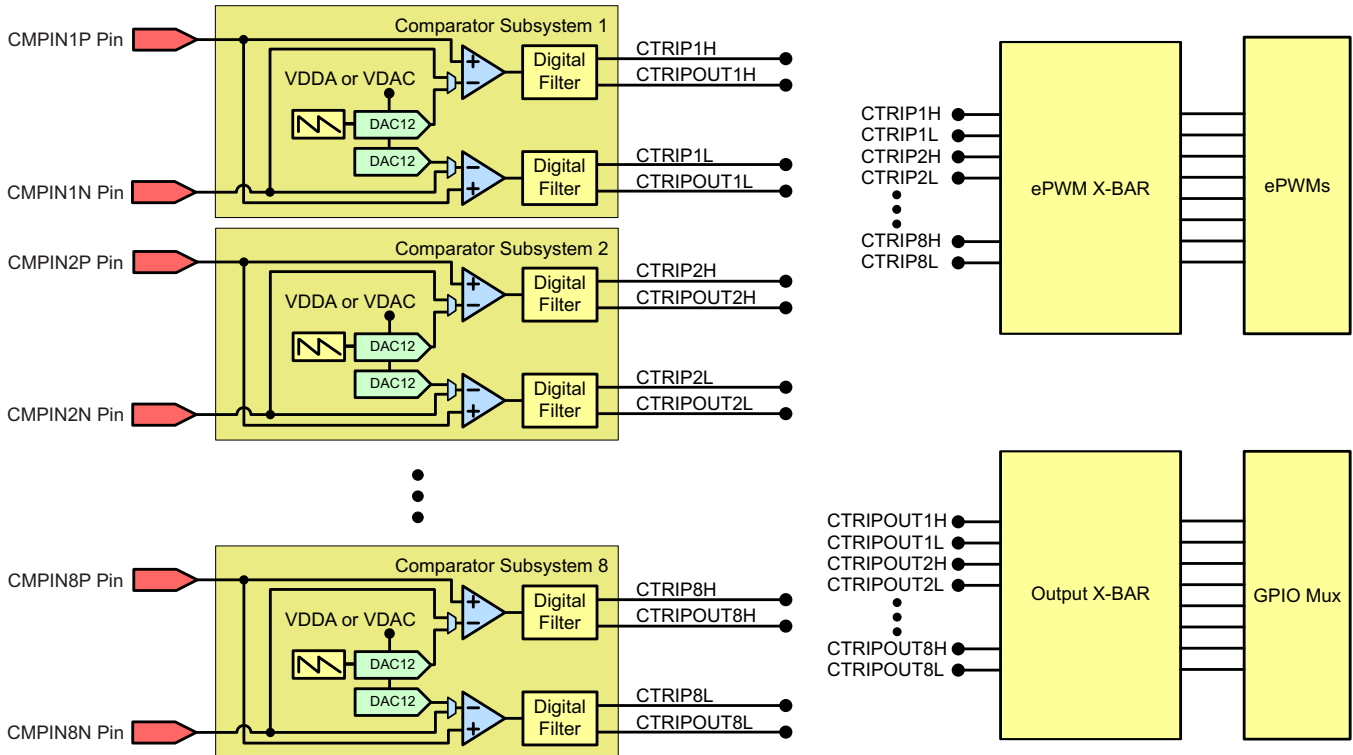 Comparator Subsystem 1
CMPIN1P Pin
VDDA or VDAC
DAC12
DAC12
CMPIN1N Pin
Digital
Filter
Digital
Filter
CTRIP1H
CTRIPOUT1H
CTRIP1L
CTRIPOUT1L
Comparator Subsystem 2
CMPIN2P Pin
VDDA or VDAC
DAC12
DAC12
CMPIN2N Pin
Digital
Filter
Digital
Filter
CTRIP2H
CTRIPOUT2H
CTRIP2L
CTRIPOUT2L
Comparator Subsystem 8
CMPIN8P Pin
VDDA or VDAC
DAC12
DAC12
CMPIN8N Pin
Digital
Filter
Digital
Filter
CTRIP8H
CTRIPOUT8H
CTRIP8L
CTRIPOUT8L
CTRIP1H
CTRIP1L
CTRIP2H
CTRIP2L
CTRIP8H
CTRIP8L
ePWM X-BAR
ePWMs
CTRIPOUT1H
CTRIPOUT1L
CTRIPOUT2H
CTRIPOUT2L
CTRIPOUT8H
CTRIPOUT8L
Output X-BAR
GPIO Mux